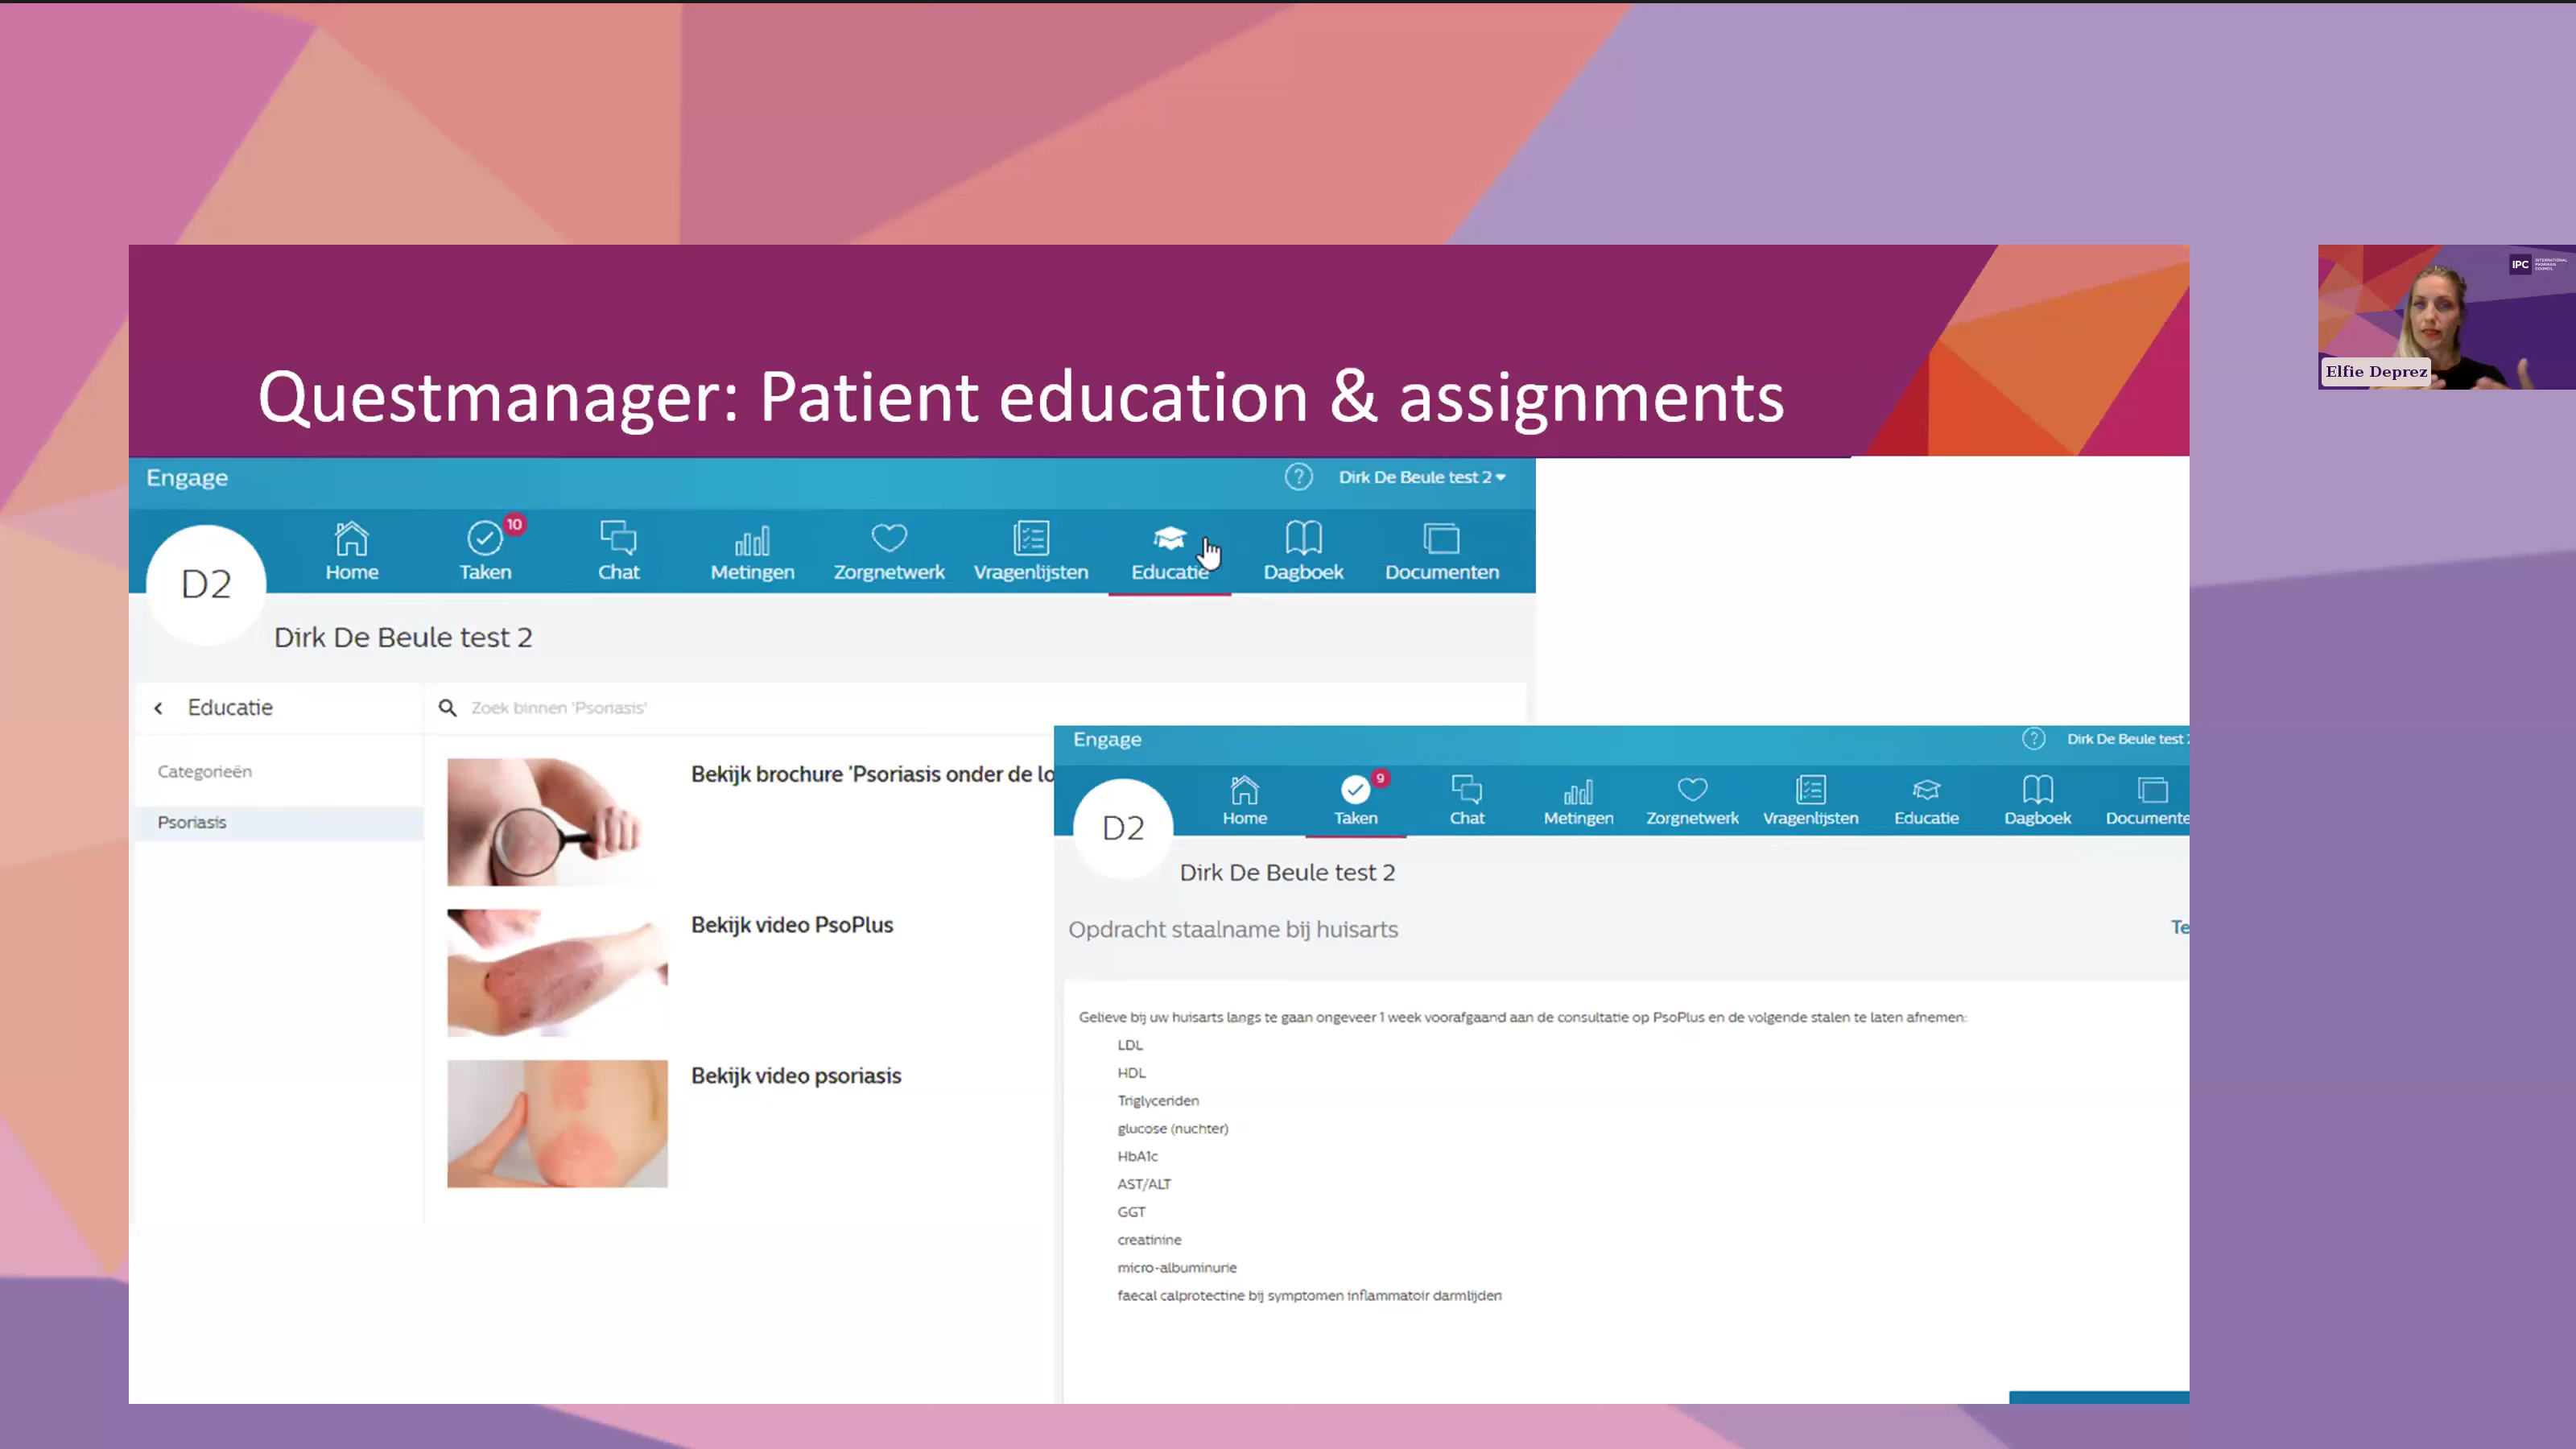 Questmanager: Patient education & assignments
IPC INTERNATIONAL PSORIASIS COUNCIL
Elfie Deprez
Engage
? Dirk De Beule test 2
10
Home Taken Chat Metingen Zorgnetwerk Vragenlijsten Educatie Dagboek Documenten
D2
Dirk De Beule test 2
Educatie
Zoek binnen 'Psoriasis'
Categorieën
Psoriasis
Bekijk brochure 'Psoriasis onder de lo
Bekijk video PsoPlus
Bekijk video psoriasis
Engage
? Dirk De Beule test
9
Home Taken Chat Metingen Zorgnetwerk Vragenlijsten Educatie Dagboek Documente
D2
Dirk De Beule test 2
Opdracht staalname bij huisarts
Te
Gelieve bij uw huisarts langs te gaan ongeveer 1 week voorafgaand aan de consultatie op PsoPlus en de volgende stalen te laten afnemen:
LDL
HDL
Triglyceriden
glucose (nuchter)
HbA1c
AST/ALT
GGT
creatinine
micro-albuminurie
faecal calprotectine bij symptomen inflammatoir darmlijden